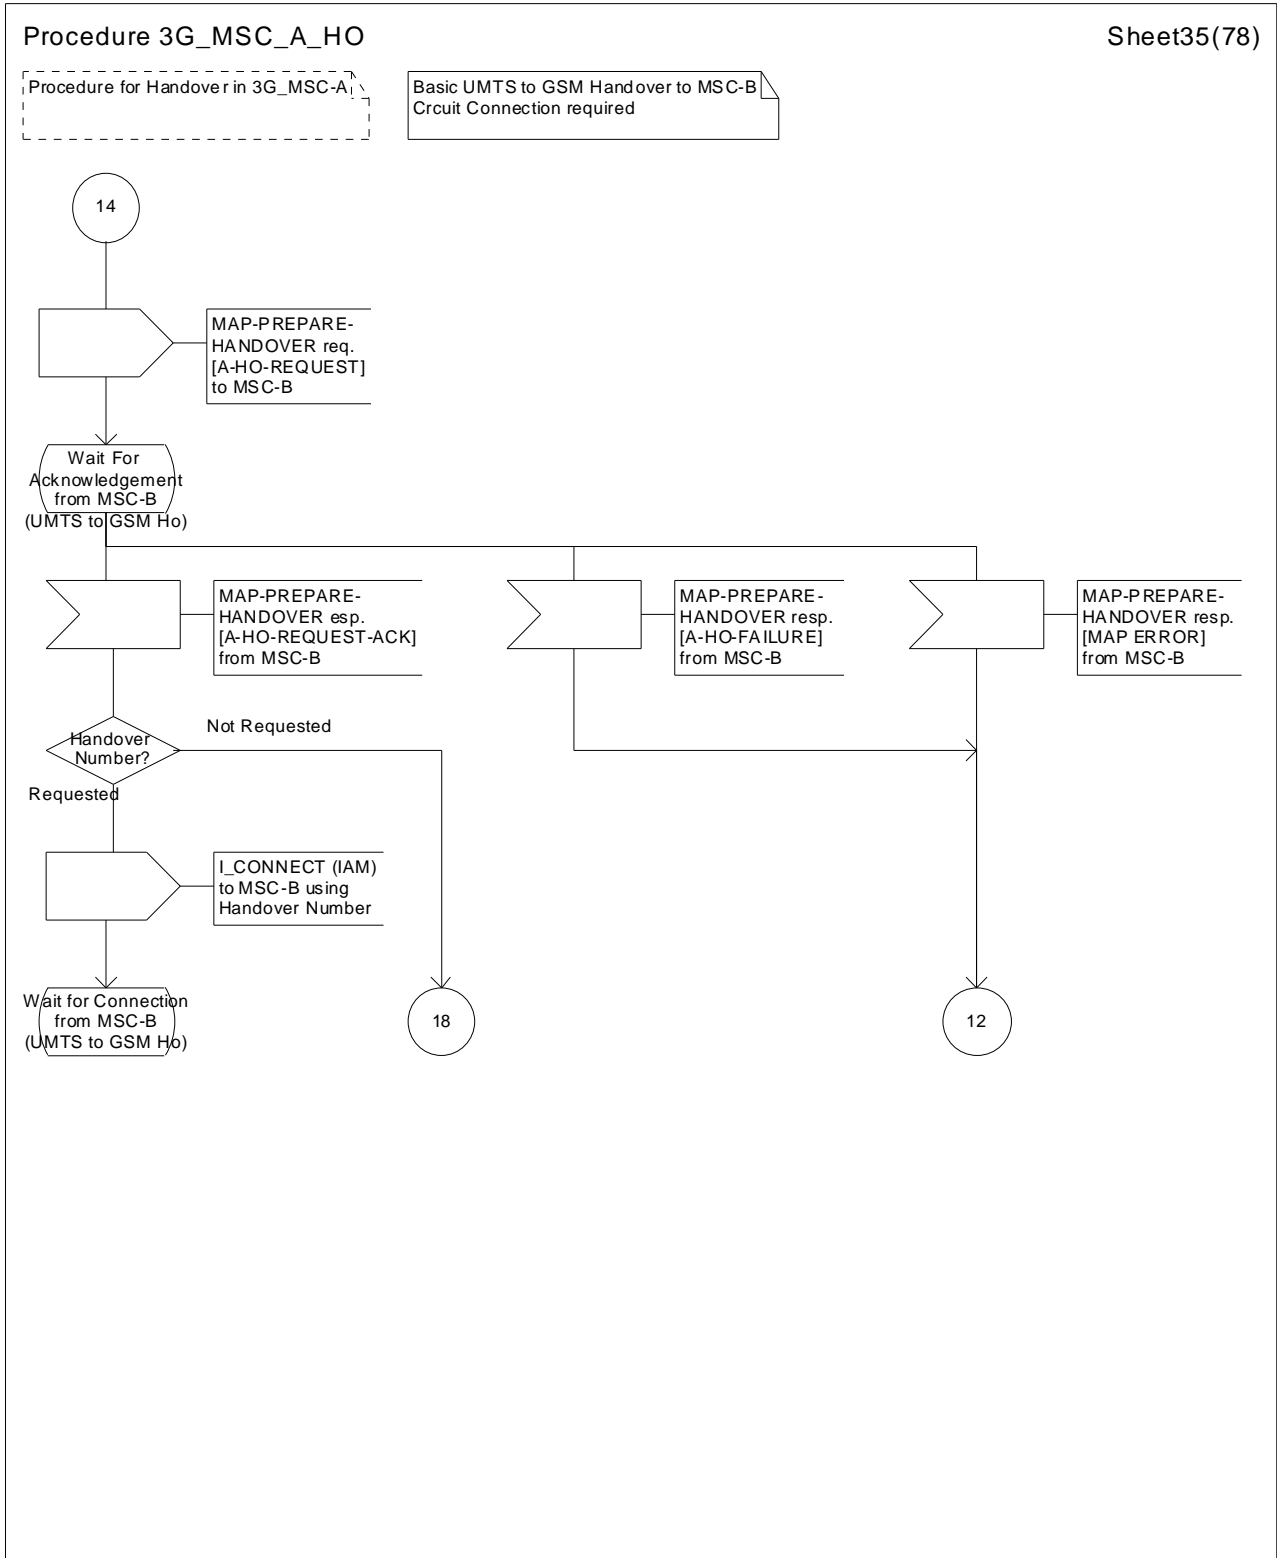 Procedure 3G_MSC_A_HO
Sheet35(78)
Procedure for Handover in 3G_MSC-A
Basic UMTS to GSM Handover to MSC-B
Crcuit Connection required
14
MAP-PREPARE-
HANDOVER req.
[A-HO-REQUEST]
to MSC-B
Wait For
Acknowledgement
from MSC-B
(UMTS to GSM Ho)
MAP-PREPARE-
HANDOVER esp.
[A-HO-REQUEST-ACK]
from MSC-B
MAP-PREPARE-
HANDOVER resp.
[A-HO-FAILURE]
from MSC-B
MAP-PREPARE-
HANDOVER resp.
[MAP ERROR]
from MSC-B
Handover
Number?
Not Requested
Requested
I_CONNECT (IAM)
to MSC-B using
Handover Number
Wait for Connection
from MSC-B
(UMTS to GSM Ho)
18
12